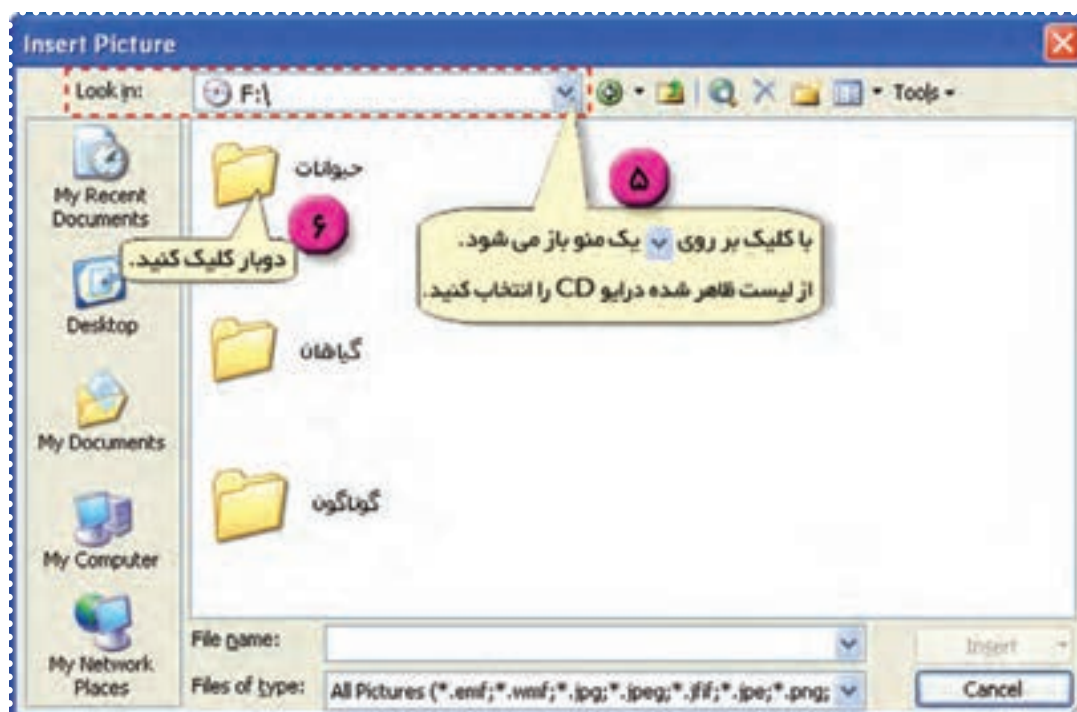 Insert Picture
Look in: F:\ Tools
My Recent
Documents
Desktop
My Documents
My Computer
My Network
Places
حیوانات
۵
با کلیک بر روی یک منو باز می شود.
از لیست ظاهر شده درایو CD را انتخاب کنید.
۶
دوبار کلیک کنید.
گیاهان
گوناگون
File name:
Insert
Files of type: All Pictures (*.emf;*.wmf;*.jpg;*.jpeg;*.jfif;*.jpe;*.png;
Cancel